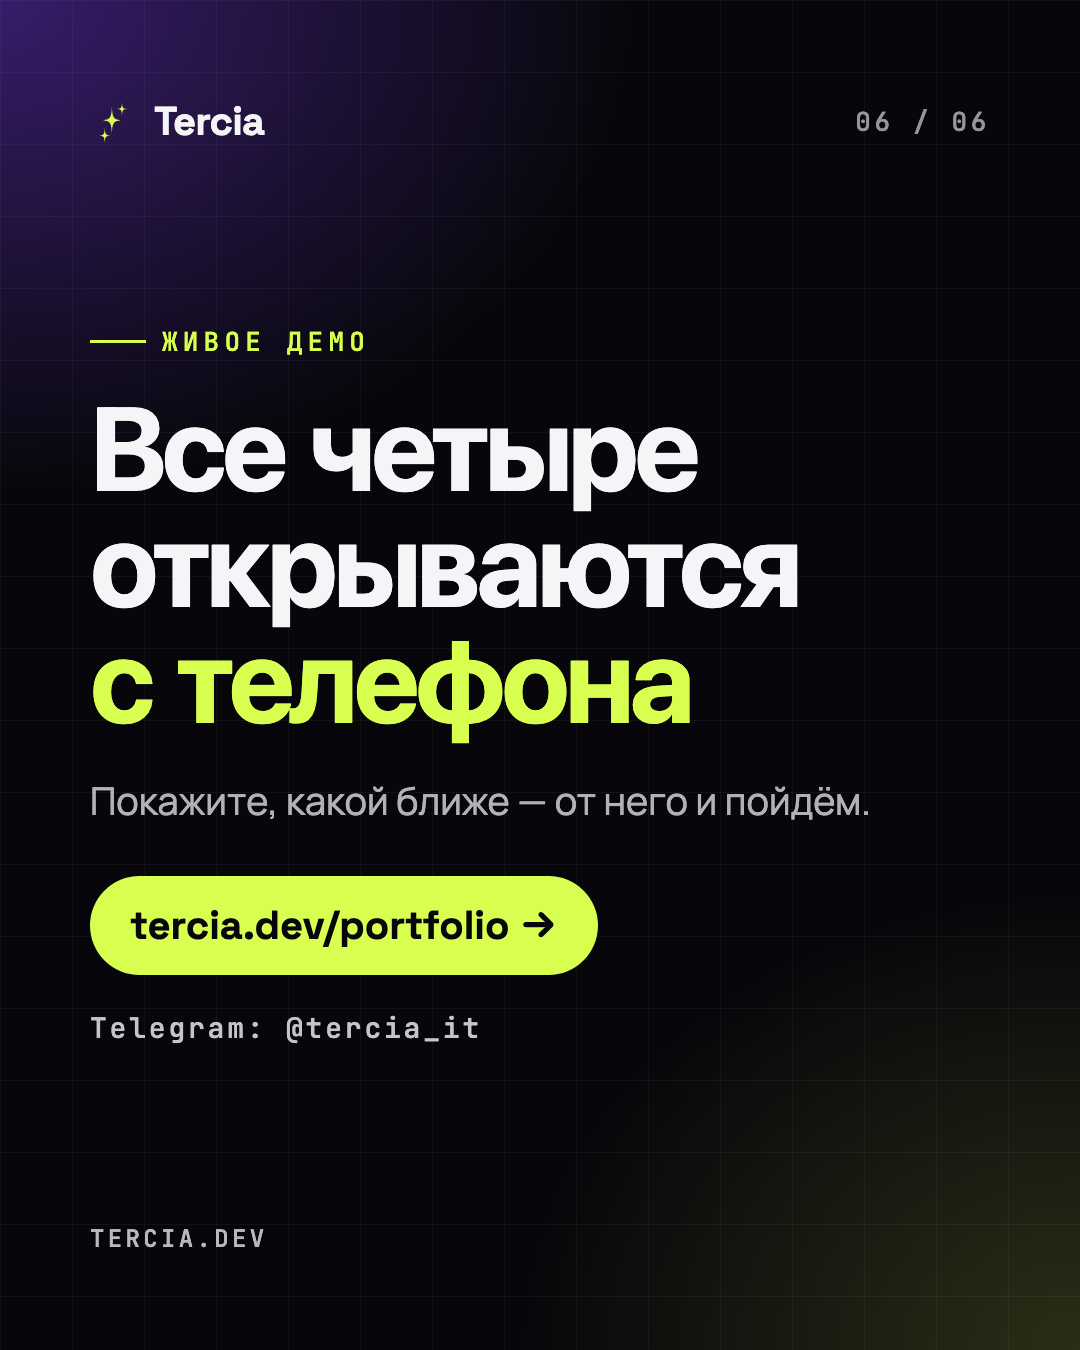 Tercia
06 / 06
ЖИВОЕ ДЕМО
Все четыре
открываются
с телефона
Покажите, какой ближе — от него и пойдём.
tercia.dev/portfolio →
Telegram: @tercia_it
TERCIA.DEV